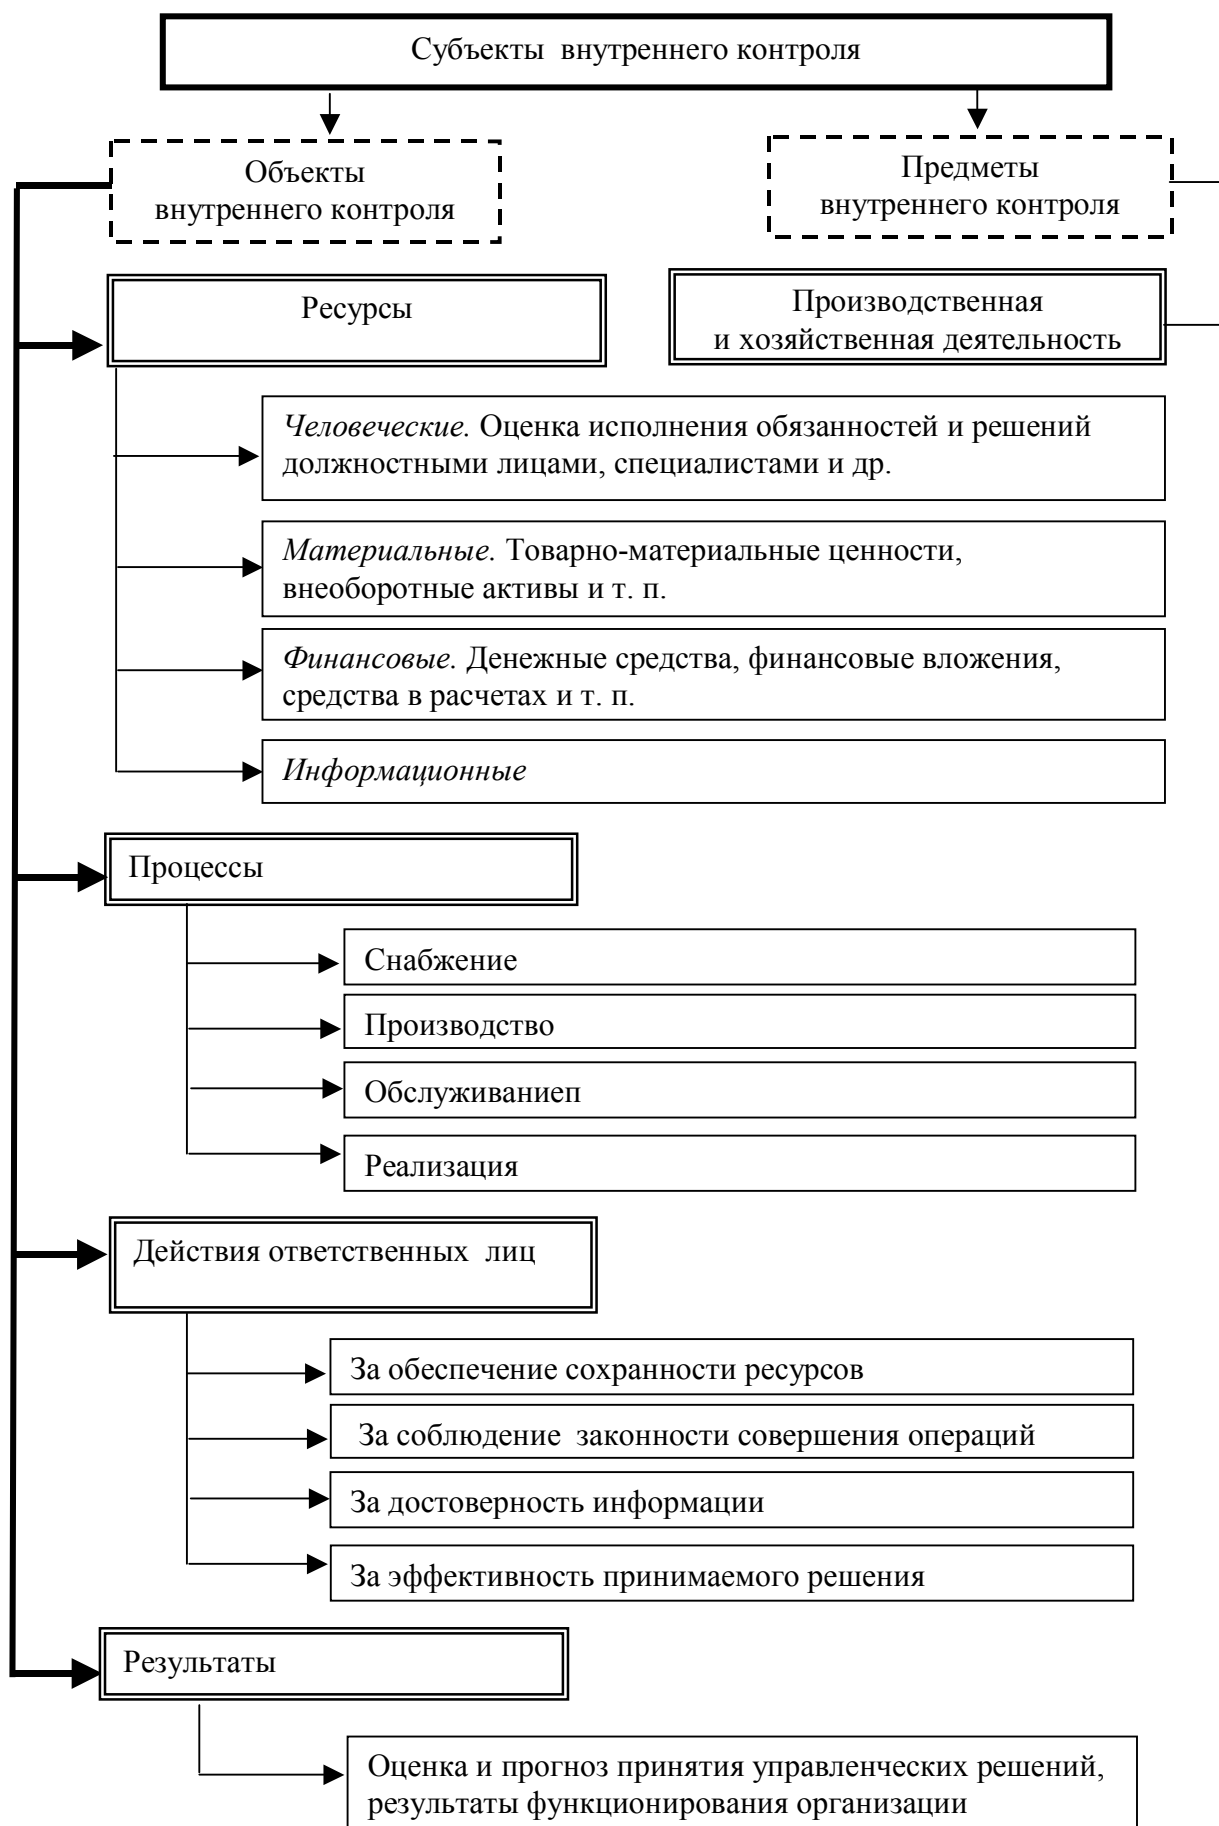 Субъекты внутреннего контроля
Объекты
внутреннего контроля
Предметы
внутреннего контроля
Ресурсы
Производственная
и хозяйственная деятельность
Человеческие. Оценка исполнения обязанностей и решений
должностными лицами, специалистами и др.
Материальные. Товарно-материальные ценности,
внеоборотные активы и т. п.
Финансовые. Денежные средства, финансовые вложения,
средства в расчетах и т. п.
Информационные
Процессы
Снабжение
Производство
Обслуживаниеп
Реализация
Действия ответственных лиц
За обеспечение сохранности ресурсов
За соблюдение законности совершения операций
За достоверность информации
За эффективность принимаемого решения
Результаты
Оценка и прогноз принятия управленческих решений,
результаты функционирования организации